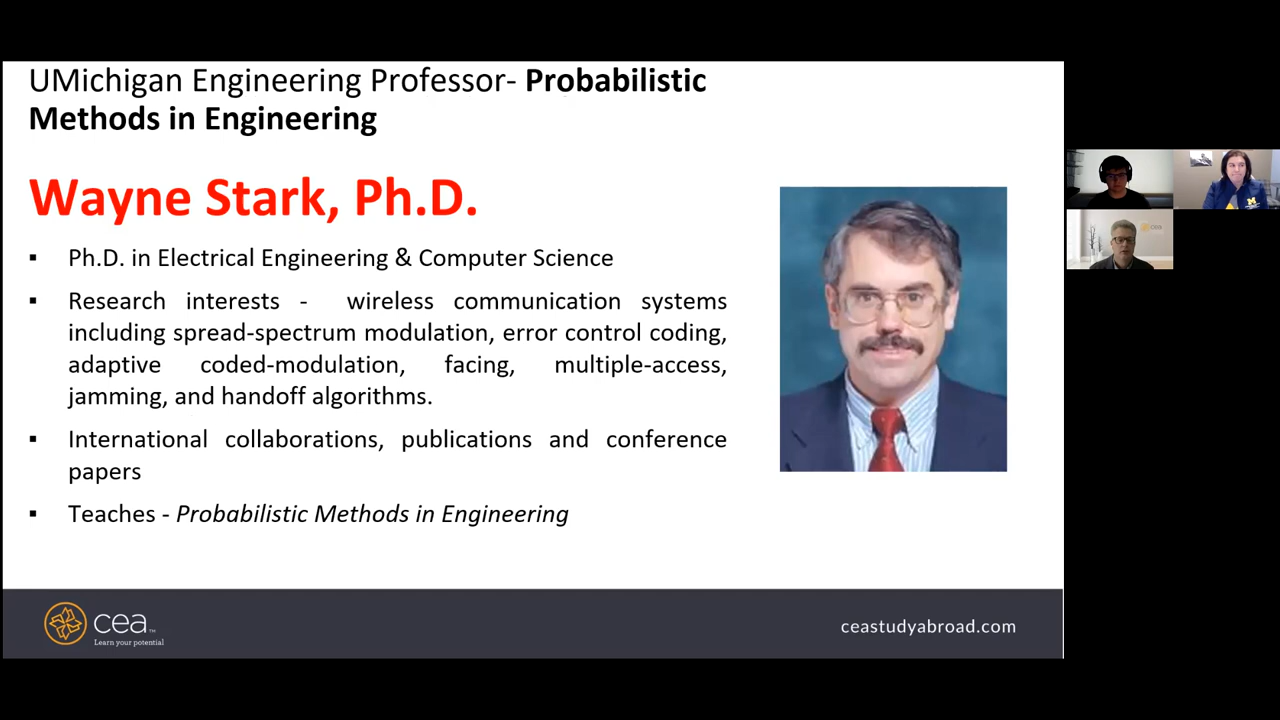 UMichigan Engineering Professor- Probabilistic
Methods in Engineering
Wayne Stark, Ph.D.
▪ Ph.D. in Electrical Engineering & Computer Science
▪ Research interests - wireless communication systems
including spread-spectrum modulation, error control coding,
adaptive coded-modulation, facing, multiple-access,
jamming, and handoff algorithms.
▪ International collaborations, publications and conference
papers
▪ Teaches - Probabilistic Methods in Engineering
cea™
Learn your potential
ceastudyabroad.com
M
cea